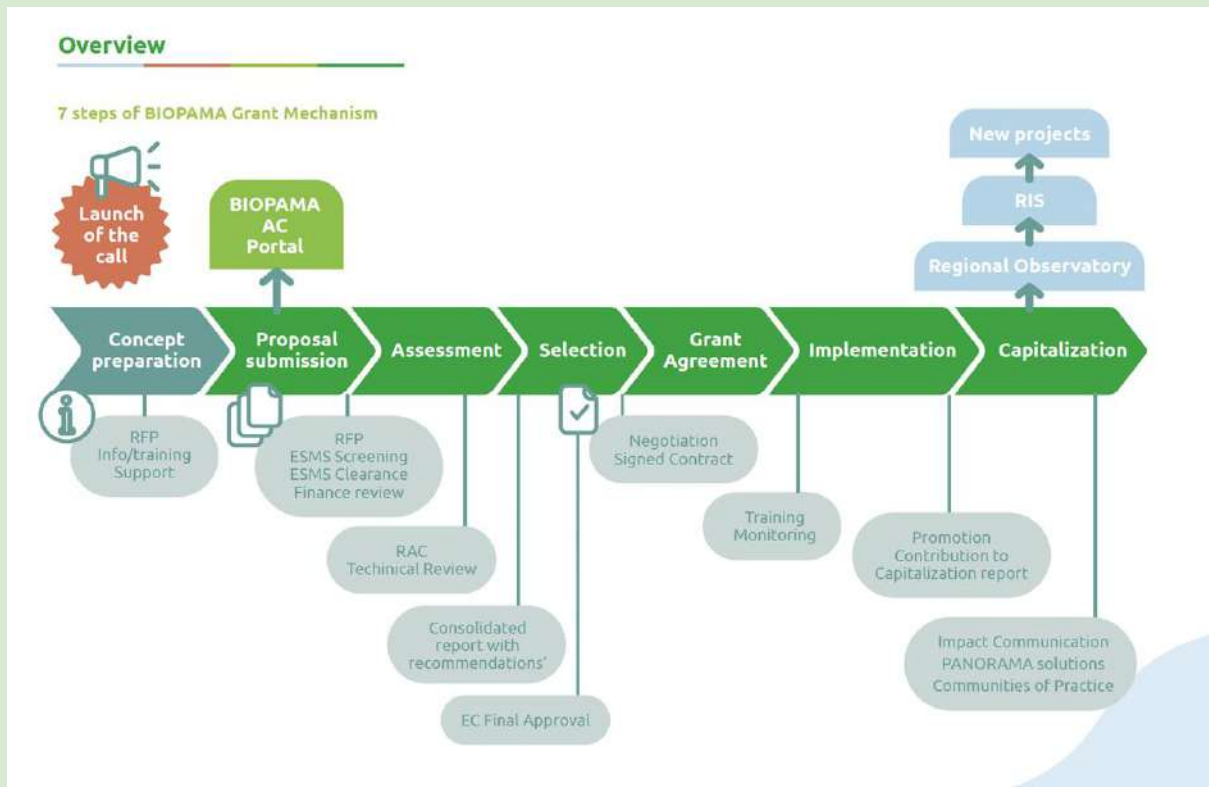 Overview
7 steps of BIOPAMA Grant Mechanism
Launch
of the
call
BIOPAMA
AC
Portal
New projects
RIS
Regional Observatory
Concept
preparation
Proposal
submission
Assessment
Selection
Grant
Agreement
Implementation
Capitalization
RFP
Info/training
Support
RFP
ESMS Screening
ESMS Clearance
Finance review
RAC
Techinical Review
Consolidated
report with
recommendations'
EC Final Approval
Negotiation
Signed Contract
Training
Monitoring
Promotion
Contribution to
Capitalization report
Impact Communication
PANORAMA solutions
Communities of Practice